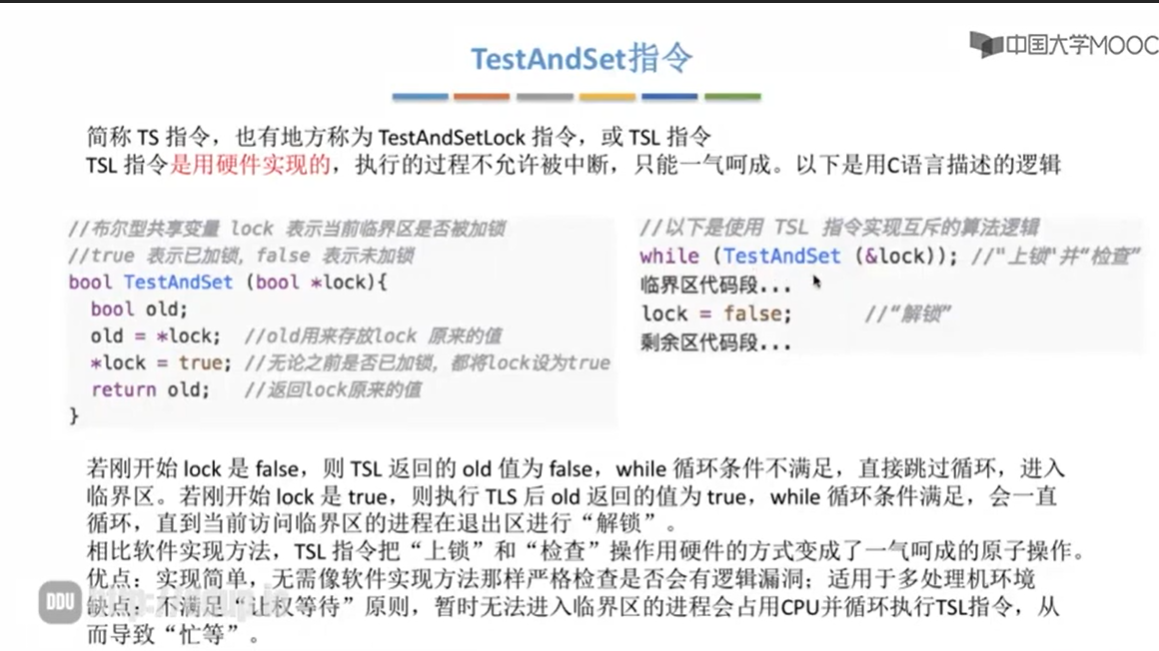 TestAndSet指令
中国大学MOOC
简称 TS 指令，也有地方称为 TestAndSetLock 指令，或 TSL 指令
TSL 指令是用硬件实现的，执行的过程不允许被中断，只能一气呵成。以下是用C语言描述的逻辑
//布尔型共享变量 lock 表示当前临界区是否被加锁
//true 表示已加锁，false 表示未加锁
bool TestAndSet (bool *lock){
bool old;
old = *lock; //old用来存放lock 原来的值
*lock = true; //无论之前是否已加锁，都将lock设为true
return old; //返回lock原来的值
}
//以下是使用 TSL 指令实现互斥的算法逻辑
while (TestAndSet (&lock)); //"上锁"并“检查”
临界区代码段...
lock = false; //“解锁”
剩余区代码段...
若刚开始 lock 是 false，则 TSL 返回的 old 值为 false，while 循环条件不满足，直接跳过循环，进入
临界区。若刚开始 lock 是 true，则执行 TLS 后 old 返回的值为 true，while 循环条件满足，会一直
循环，直到当前访问临界区的进程在退出区进行“解锁”。
相比软件实现方法，TSL 指令把“上锁”和“检查”操作用硬件的方式变成了一气呵成的原子操作。
优点：实现简单，无需像软件实现方法那样严格检查是否会有逻辑漏洞；适用于多处理机环境
缺点：不满足“让权等待”原则，暂时无法进入临界区的进程会占用CPU并循环执行TSL指令，从
而导致“忙等”。
DDU